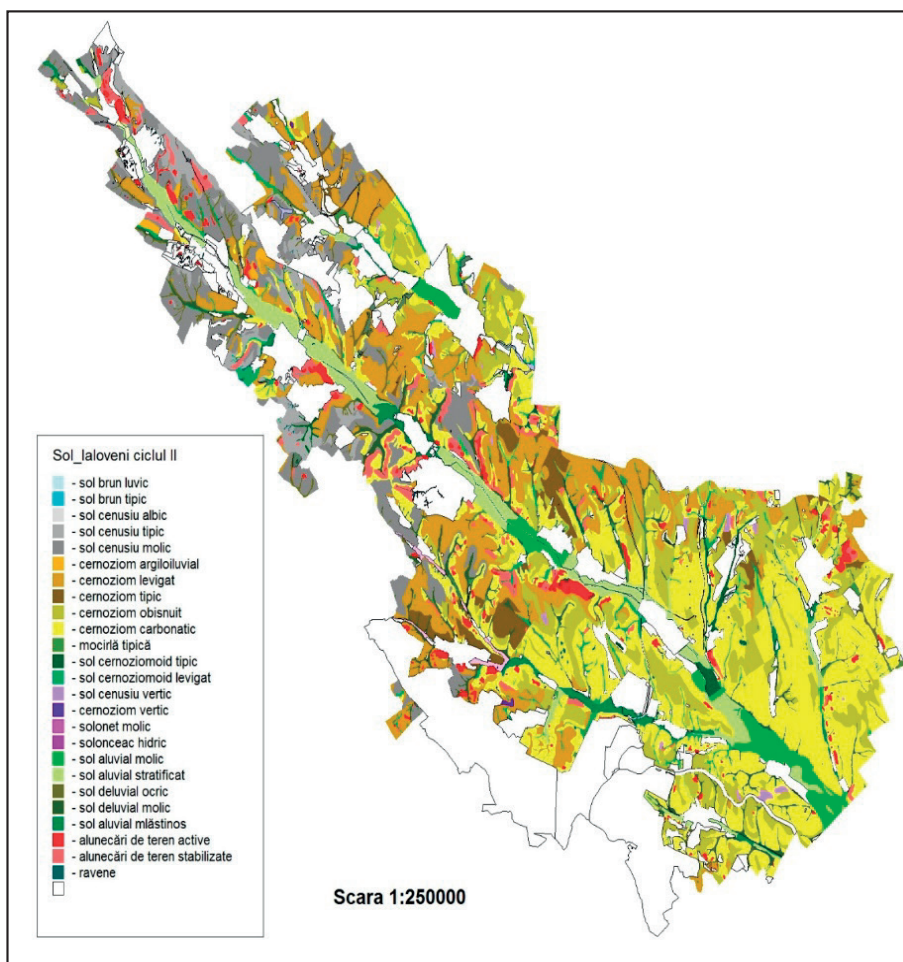 Sol_Ialoveni ciclul II
- sol brun luvic
- sol brun tipic
- sol cenusiu albic
- sol cenusiu tipic
- sol cenusiu molic
- cernoziom argiloiluvial
- cernoziom levigat
- cernoziom tipic
- cernoziom obisnuit
- cernoziom carbonatic
- mocirlă tipică
- sol cernoziomoid tipic
- sol cernoziomoid levigat
- sol cenusiu vertic
- cernoziom vertic
- solonet molic
- solonceac hidric
- sol aluvial molic
- sol aluvial stratificat
- sol deluvial ocric
- sol deluvial molic
- sol aluvial mlăstinos
- alunecări de teren active
- alunecări de teren stabilizate
- ravene
Scara 1:250000